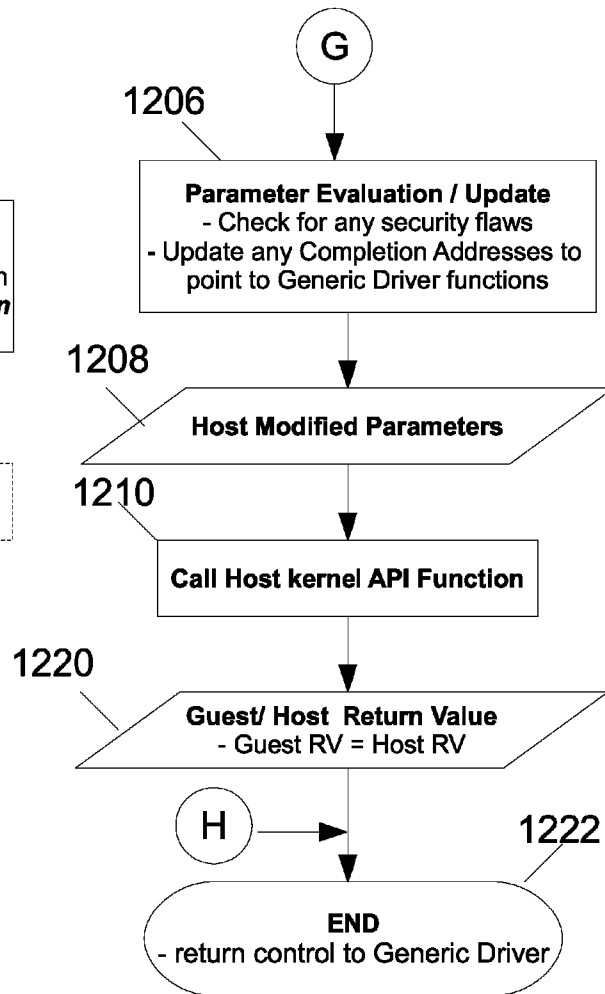 G
1206
Parameter Evaluation / Update
- Check for any security flaws
- Update any Completion Addresses to
point to Generic Driver functions
1208
Host Modified Parameters
1210
Call Host kernel API Function
1220
Guest/ Host  Return Value
- Guest RV = Host RV
H
1222
END
- return control to Generic Driver